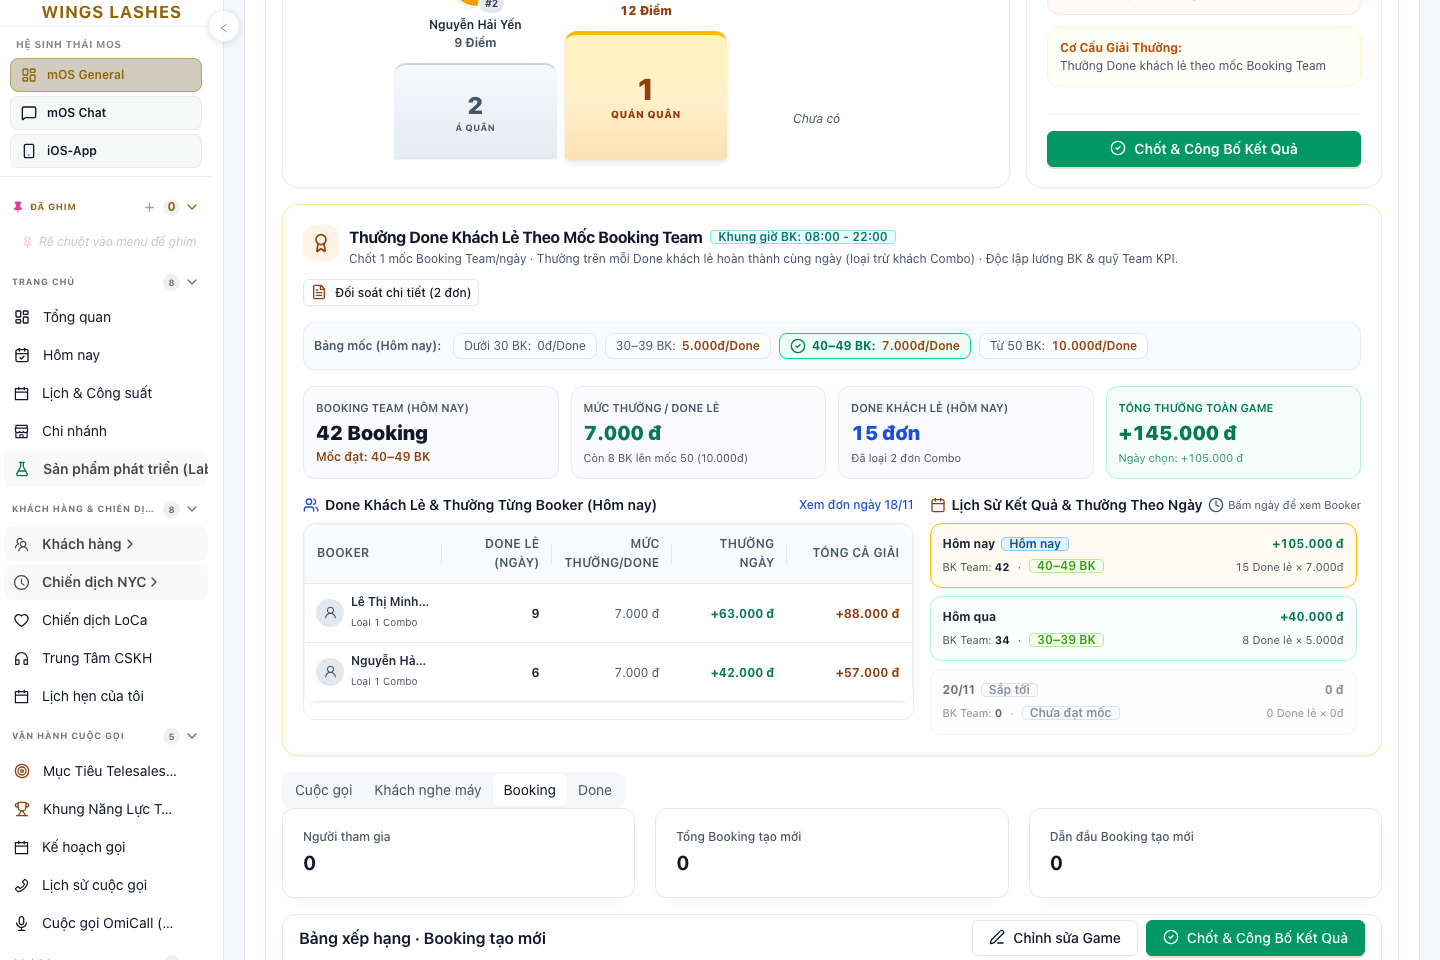 WINGS LASHES
HỆ SINH THÁI MOS
mOS General
mOS Chat
iOS-App
ĐÃ GHIM
0
Rê chuột vào menu để ghim
TRANG CHỦ
8
Tổng quan
Hôm nay
Lịch & Công suất
Chi nhánh
Sản phẩm phát triển (Lab
KHÁCH HÀNG & CHIẾN DỊ...
8
Khách hàng
Chiến dịch NYC
Chiến dịch LoCa
Trung Tâm CSKH
Lịch hẹn của tôi
VẬN HÀNH CUỘC GỌI
5
Mục Tiêu Telesales...
Khung Năng Lực T...
Kế hoạch gọi
Lịch sử cuộc gọi
Cuộc gọi OmiCall (...
#2
Nguyễn Hải Yến
9 Điểm
12 Điểm
2
Á QUÂN
1
QUÁN QUÂN
Chưa có
Cơ Cấu Giải Thưởng:
Thưởng Done khách lẻ theo mốc Booking Team
Chốt & Công Bố Kết Quả
Thưởng Done Khách Lẻ Theo Mốc Booking Team
Khung giờ BK: 08:00 - 22:00
Chốt 1 mốc Booking Team/ngày · Thưởng trên mỗi Done khách lẻ hoàn thành cùng ngày (loại trừ khách Combo) · Độc lập lương BK & quỹ Team KPI.
Đối soát chi tiết (2 đơn)
Bảng mốc (Hôm nay):
Dưới 30 BK: 0đ/Done
30–39 BK: 5.000đ/Done
40–49 BK: 7.000đ/Done
Từ 50 BK: 10.000đ/Done
BOOKING TEAM (HÔM NAY)
42 Booking
Mốc đạt: 40–49 BK
MỨC THƯỞNG / DONE LẺ
7.000 đ
Còn 8 BK lên mốc 50 (10.000đ)
DONE KHÁCH LẺ (HÔM NAY)
15 đơn
Đã loại 2 đơn Combo
TỔNG THƯỞNG TOÀN GAME
+145.000 đ
Ngày chọn: +105.000 đ
Done Khách Lẻ & Thưởng Từng Booker (Hôm nay)
Xem đơn ngày 18/11
BOOKER
DONE LẺ (NGÀY)
MỨC THƯỞNG/DONE
THƯỞNG NGÀY
TỔNG CẢ GIẢI
Lê Thị Minh...
Loại 1 Combo
9
7.000 đ
+63.000 đ
+88.000 đ
Nguyễn Hả...
Loại 1 Combo
6
7.000 đ
+42.000 đ
+57.000 đ
Lịch Sử Kết Quả & Thưởng Theo Ngày
Bấm ngày để xem Booker
Hôm nay
Hôm nay
+105.000 đ
BK Team: 42 · 40–49 BK
15 Done lẻ × 7.000đ
Hôm qua
+40.000 đ
BK Team: 34 · 30–39 BK
8 Done lẻ × 5.000đ
20/11
Sắp tới
0 đ
BK Team: 0 · Chưa đạt mốc
0 Done lẻ × 0đ
Cuộc gọi
Khách nghe máy
Booking
Done
Người tham gia
0
Tổng Booking tạo mới
0
Dẫn đầu Booking tạo mới
0
Bảng xếp hạng · Booking tạo mới
Chỉnh sửa Game
Chốt & Công Bố Kết Quả